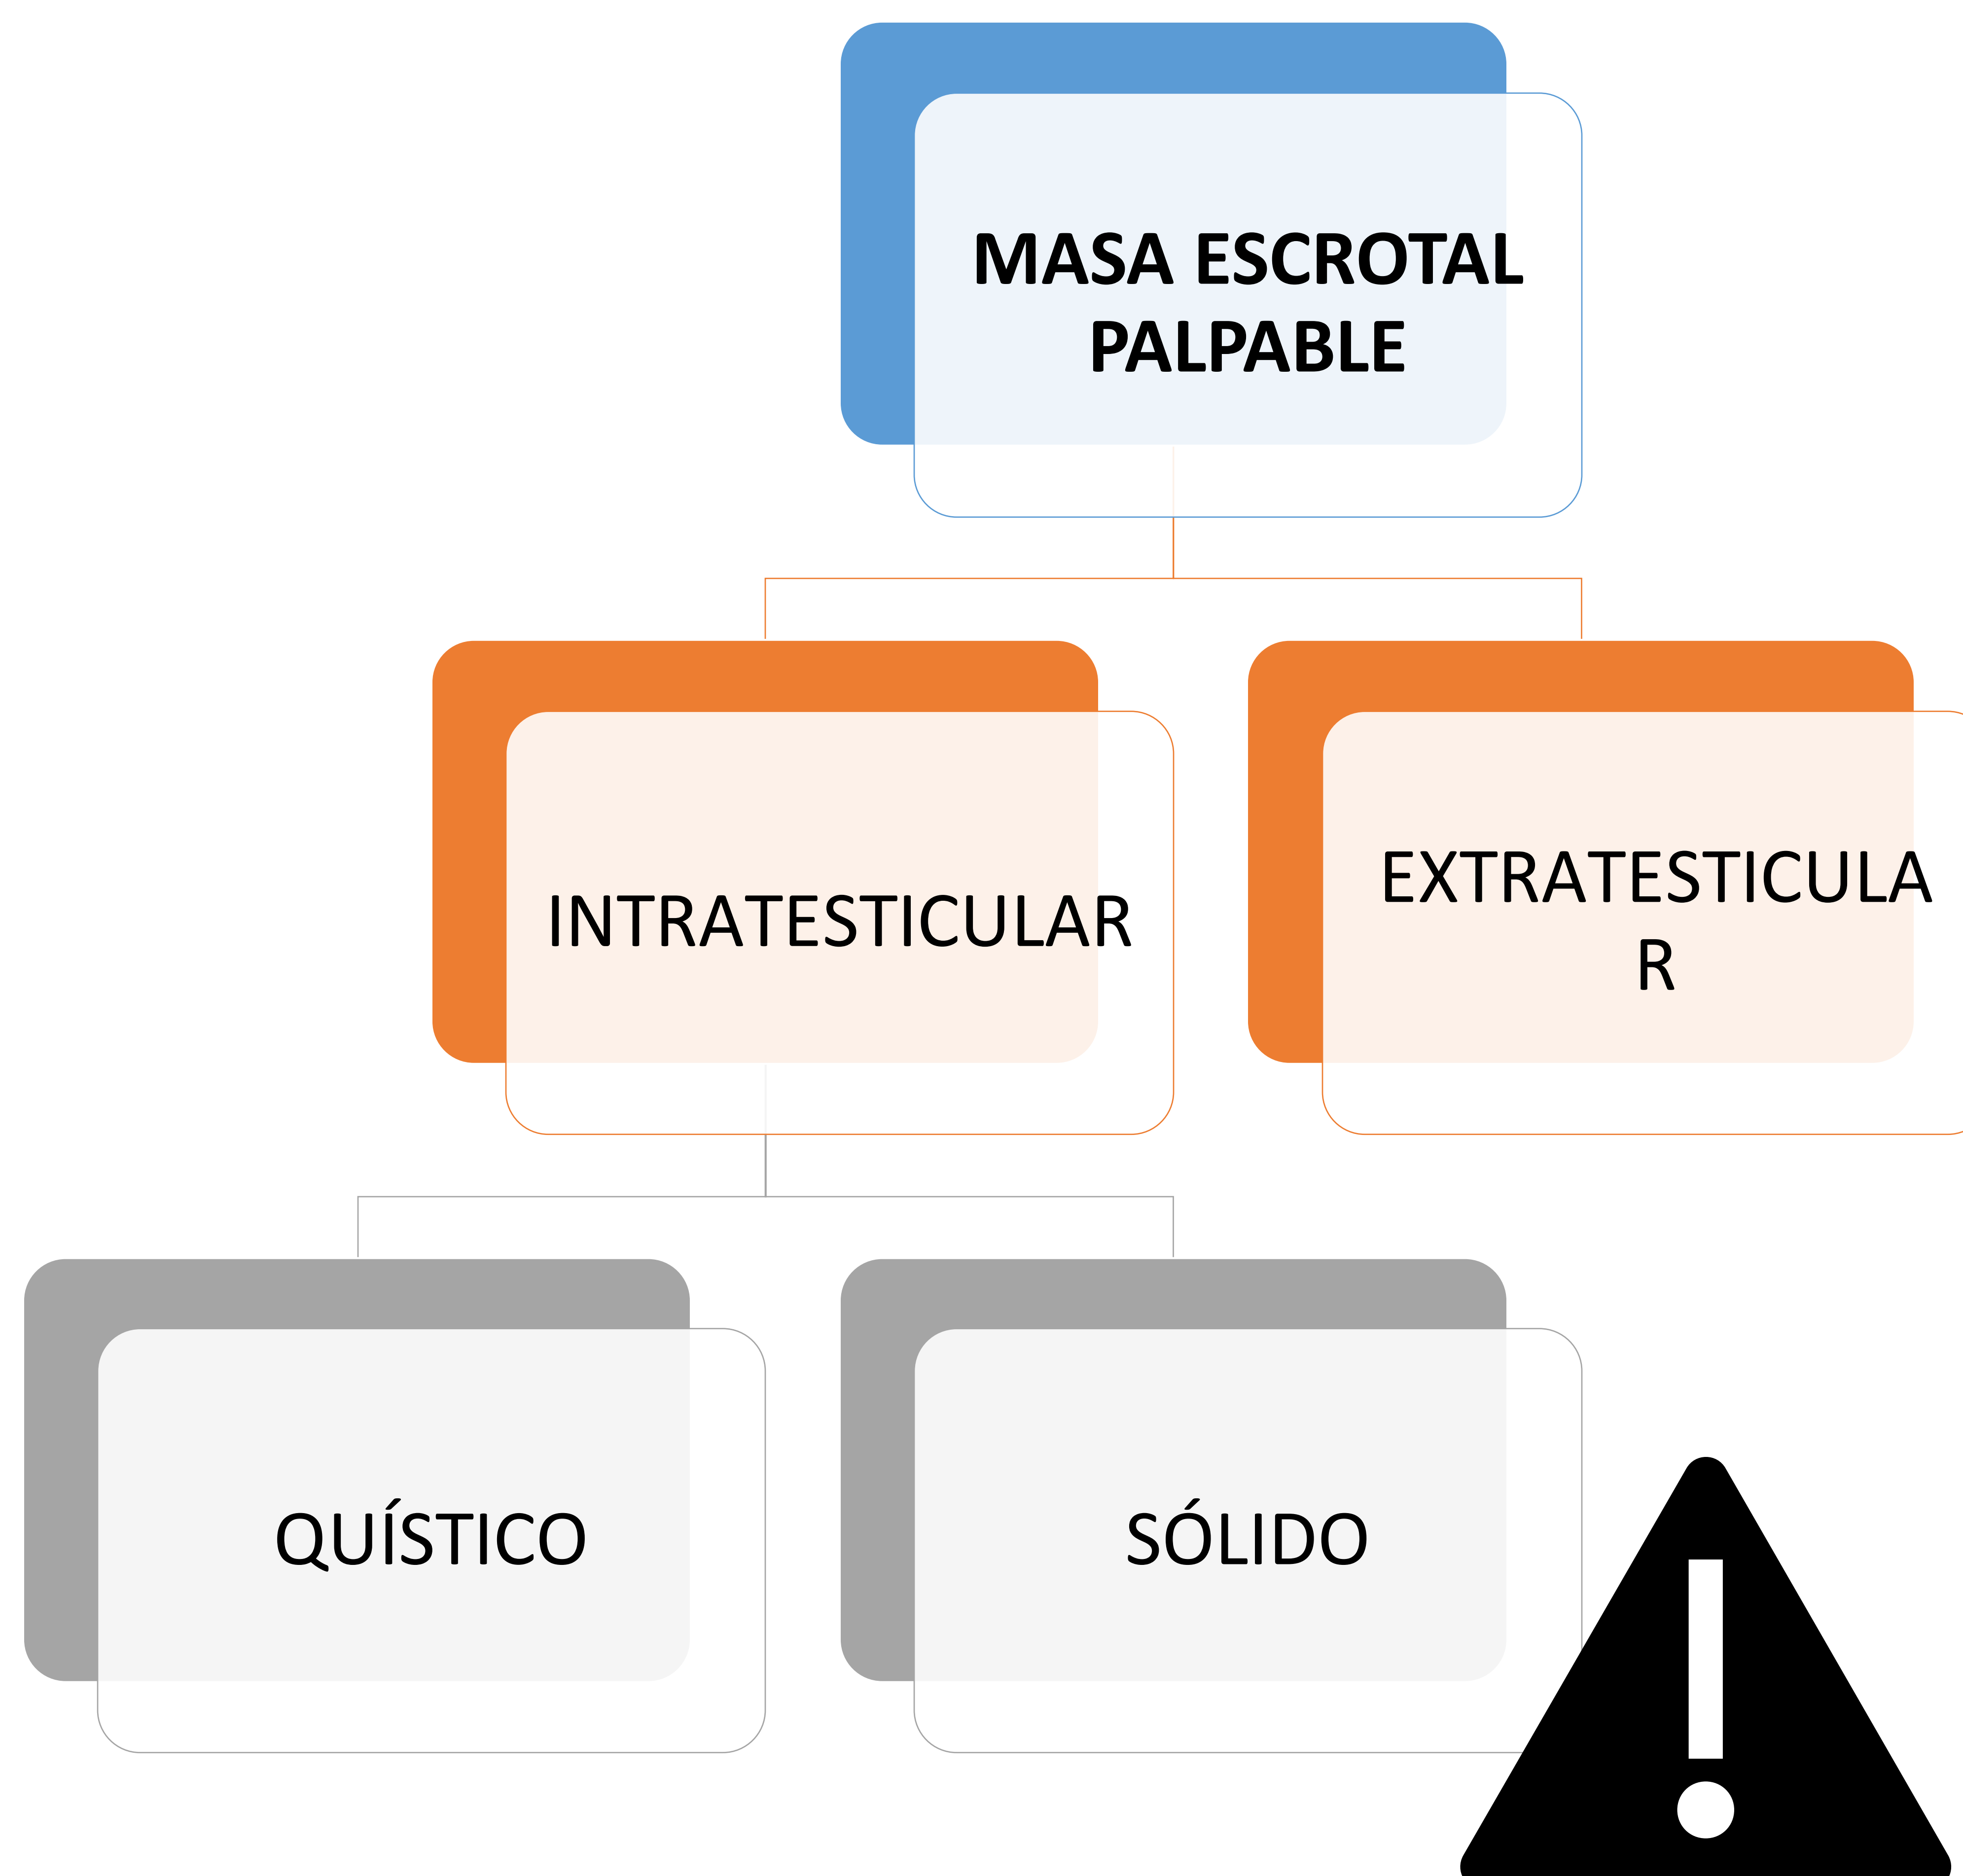 MASA ESCROTAL
PALPABLE
INTRATESTICULAR
EXTRATESTICULA
R
QUÍSTICO
SÓLIDO